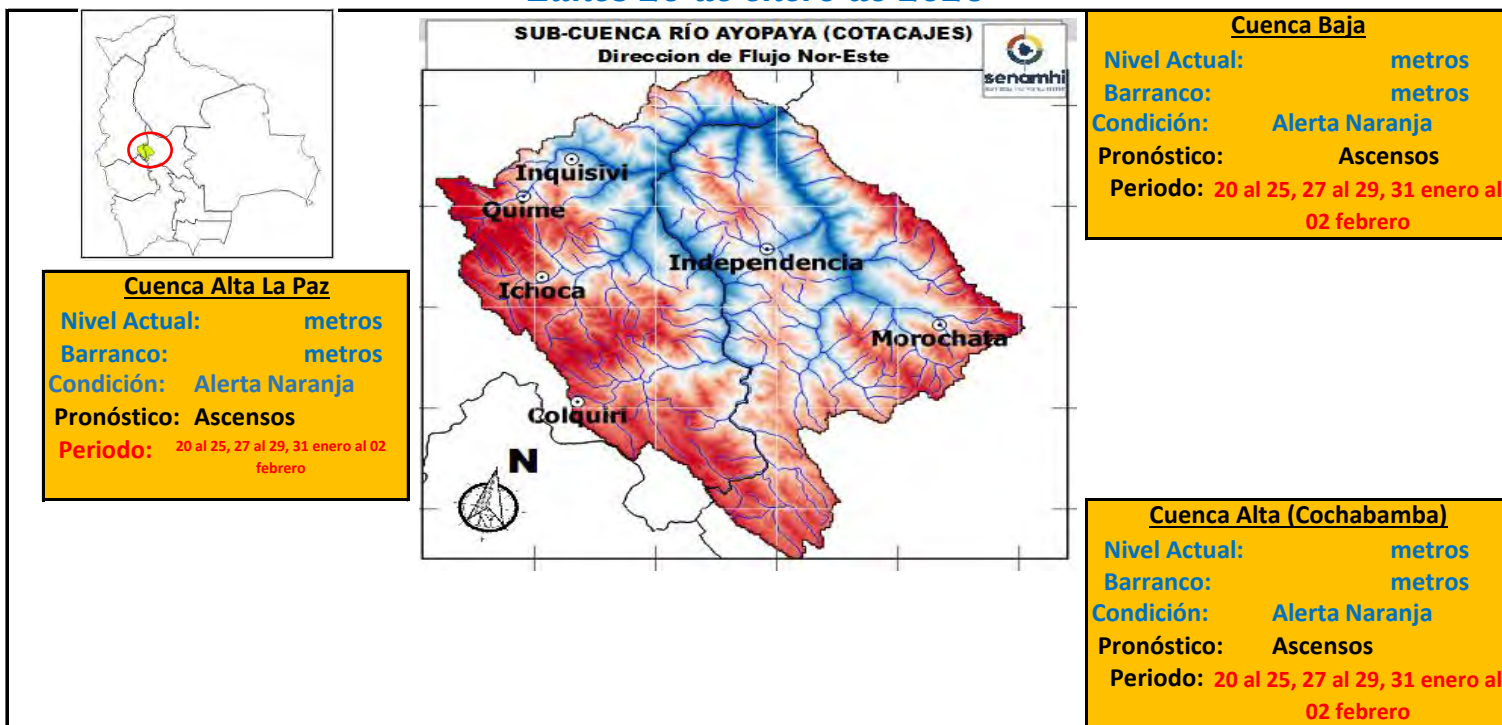 SUB-CUENCA RÍO AYOPAYA (COTACAJES)
Direccion de Flujo Nor-Este
senamhi
Inquisivi
Quime
Independencia
Ichoca
Morochata
Colquiri
N
Cuenca Alta La Paz
Nivel Actual: metros
Barranco: metros
Condición: Alerta Naranja
Pronóstico: Ascensos
Periodo: 20 al 25, 27 al 29, 31 enero al 02
febrero
Cuenca Baja
Nivel Actual: metros
Barranco: metros
Condición: Alerta Naranja
Pronóstico: Ascensos
Periodo: 20 al 25, 27 al 29, 31 enero al
02 febrero
Cuenca Alta (Cochabamba)
Nivel Actual: metros
Barranco: metros
Condición: Alerta Naranja
Pronóstico: Ascensos
Periodo: 20 al 25, 27 al 29, 31 enero al
02 febrero